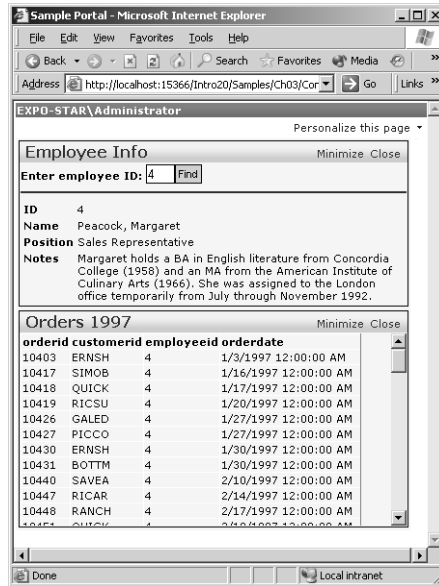 Sample Portal - Microsoft Internet Explorer
File Edit View Favorites Tools Help
Back Search Favorites Media »
Address http://localhost:15366/Intro20/Samples/Ch03/Cor Go Links »
EXPO-STAR\Administrator
Personalize this page
Employee Info Minimize Close
Enter employee ID: 4 Find
ID 4
Name Peacock, Margaret
Position Sales Representative
Notes Margaret holds a BA in English literature from Concordia
College (1958) and an MA from the American Institute of
Culinary Arts (1966). She was assigned to the London
office temporarily from July through November 1992.
Orders 1997 Minimize Close
orderid customerid employeeid orderdate
10403 ERNSH 4 1/3/1997 12:00:00 AM
10417 SIMOB 4 1/16/1997 12:00:00 AM
10418 QUICK 4 1/17/1997 12:00:00 AM
10419 RICSU 4 1/20/1997 12:00:00 AM
10426 GALED 4 1/27/1997 12:00:00 AM
10427 PICCO 4 1/27/1997 12:00:00 AM
10430 ERNSH 4 1/30/1997 12:00:00 AM
10431 BOTTM 4 1/30/1997 12:00:00 AM
10440 SAVEA 4 2/10/1997 12:00:00 AM
10447 RICAR 4 2/14/1997 12:00:00 AM
10448 RANCH 4 2/17/1997 12:00:00 AM
Done Local intranet